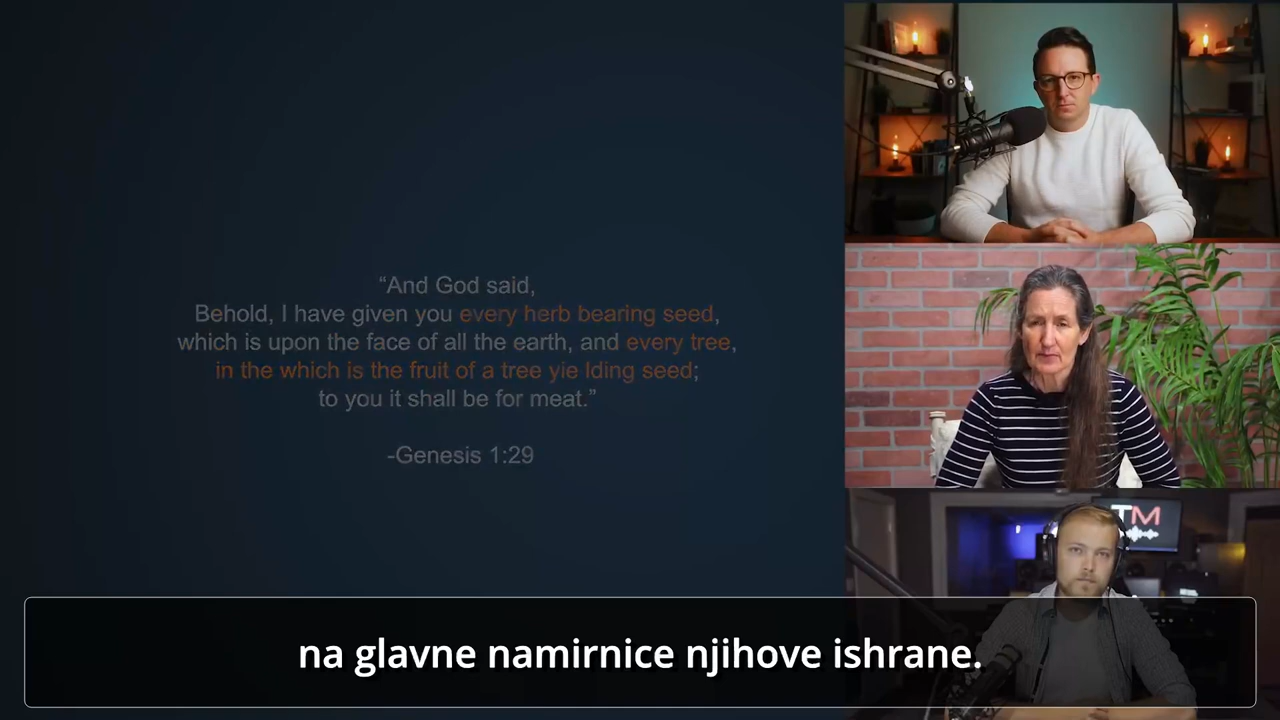 “And God said,
Behold, I have given you every herb bearing seed,
which is upon the face of all the earth, and every tree,
in the which is the fruit of a tree yie lding seed;
to you it shall be for meat.”
-Genesis 1:29
TM
na glavne namirnice njihove ishrane.